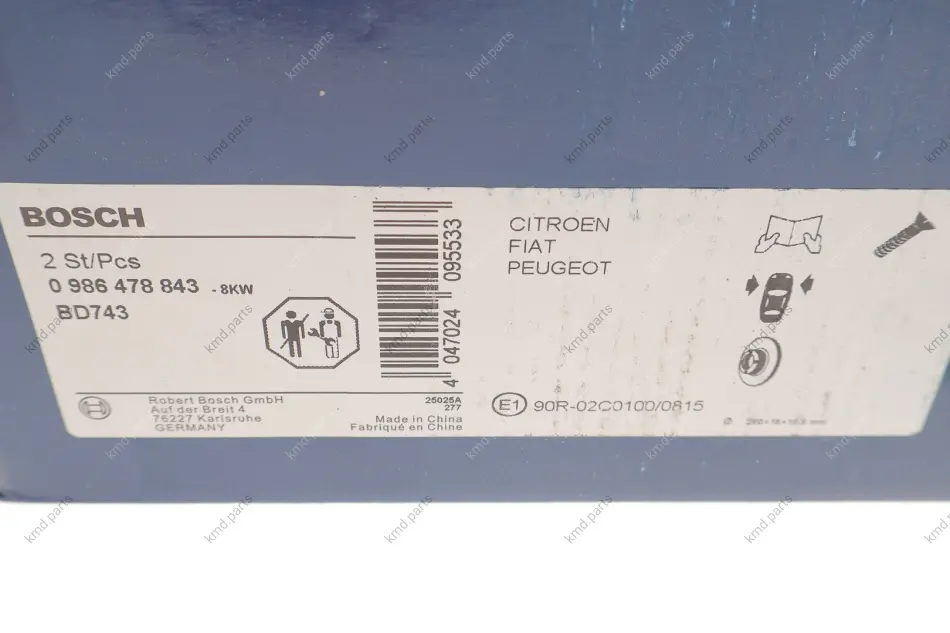 BOSCH
2 St/Pcs
0 986 478 843 - 8KW
BD743
Robert Bosch GmbH
Auf der Breit 4
76227 Karlsruhe
GERMANY
25025A
277
Made in China
Fabriqué en Chine
4 047024 095533
CITROEN
FIAT
PEUGEOT
E1 90R-02C0100/0815
kmd.parts